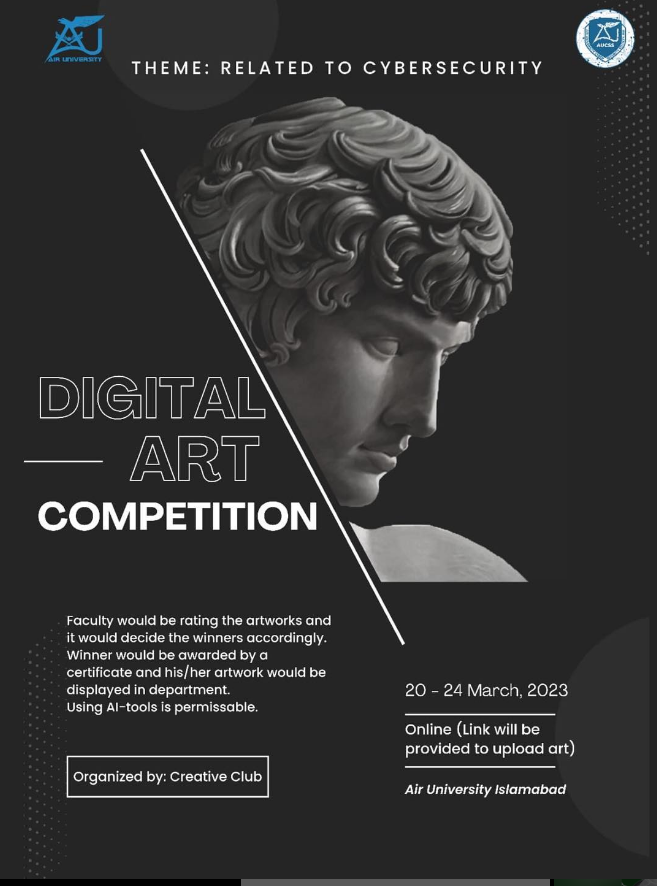 AIR UNIVERSITY
AUCSS
THEME: RELATED TO CYBERSECURITY
DIGITAL
ART
COMPETITION
Faculty would be rating the artworks and
it would decide the winners accordingly.
Winner would be awarded by a
certificate and his/her artwork would be
displayed in department.
Using AI-tools is permissable.
Organized by: Creative Club
20 - 24 March, 2023
Online (Link will be
provided to upload art)
Air University Islamabad